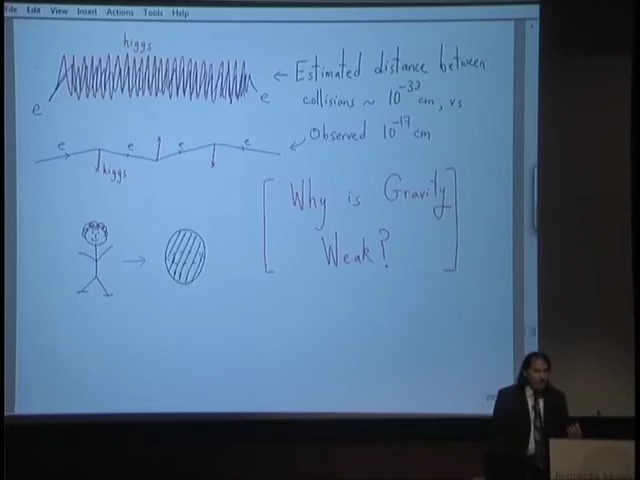 File Edit View Insert Actions Tools Help
higgs
← Estimated distance between
collisions ~ 10⁻³³ cm, vs
e
e
Observed 10⁻¹⁷ cm
e e e e
higgs
[Why is Gravity
Weak?]